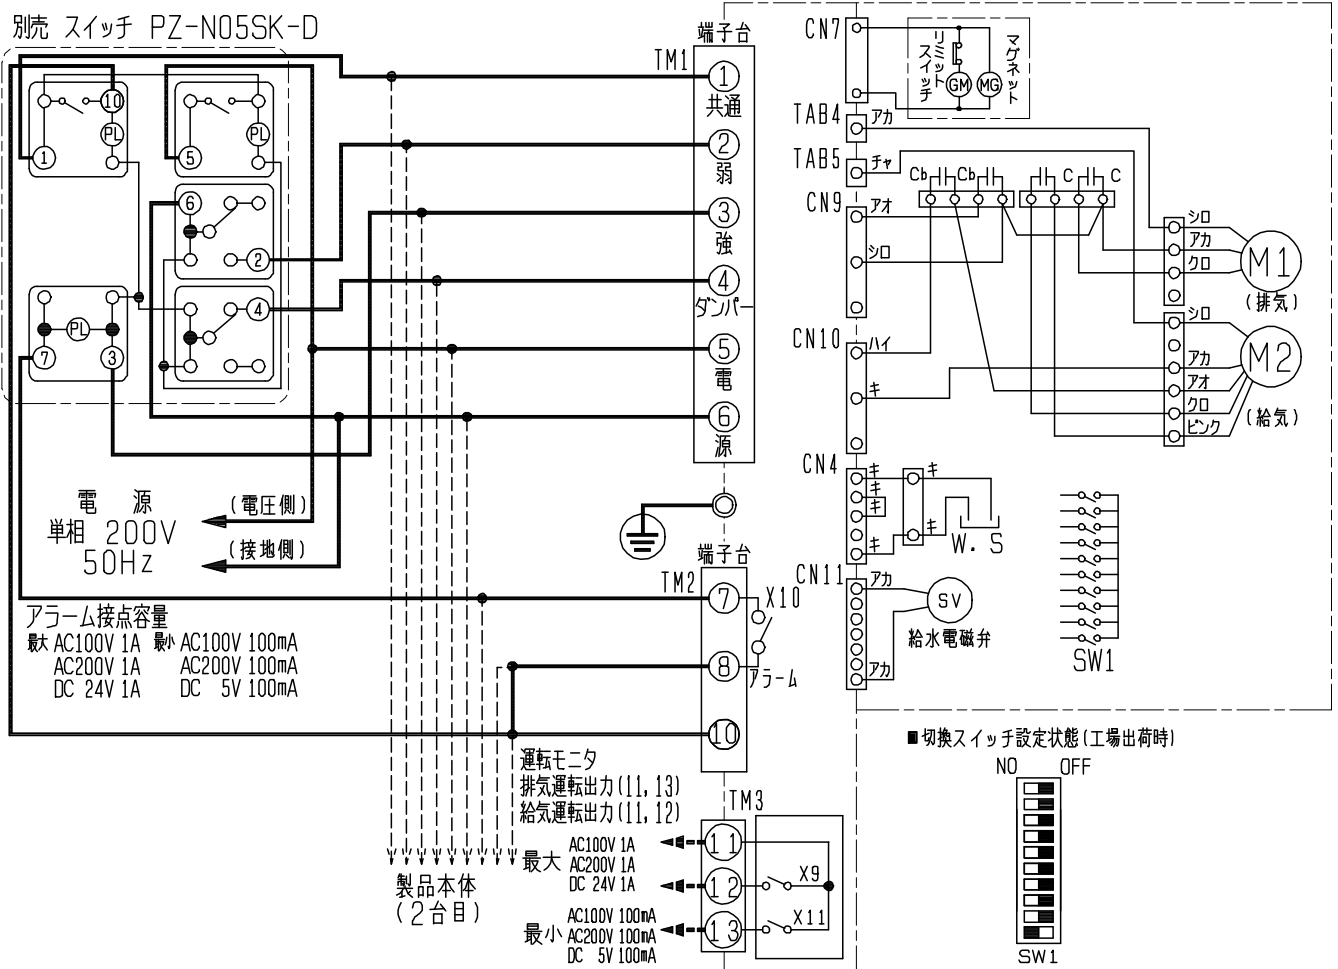 別売 スイッチ PZ-N05SK-D
10
PL
1
PL
5
6
2
4
PL
7
3
端子台
TM1
1
共通
2
弱
3
強
4
ダンパー
5
電
6
源
電 源
単相 200V
50Hz
(電圧側)
(接地側)
アラーム接点容量
最大 AC100V 1A 最小 AC100V 100mA
AC200V 1A AC200V 100mA
DC 24V 1A DC 5V 100mA
端子台
TM2
7
X10
8
アラーム
10
運転モニタ
排気運転出力(11, 13)
給気運転出力(11, 12)
TM3
11
12
13
X9
X11
最大
AC100V 1A
AC200V 1A
DC 24V 1A
最小
AC100V 100mA
AC200V 100mA
DC 5V 100mA
製品本体
(2台目)
CN7
リミット
スイッチ
マグネット
GM
MG
TAB4
アカ
TAB5
チャ
CN9
アオ
シロ
Cb
Cb
C
C
CN10
ハイ
キ
シロ
アカ
クロ
M1
(排気)
シロ
アカ
アオ
クロ
ピンク
M2
(給気)
CN4
キ
キ
キ
キ
キ
キ
W. S
CN11
アカ
アカ
SV
給水電磁弁
SW1
■切換スイッチ設定状態(工場出荷時)
NO OFF
SW1